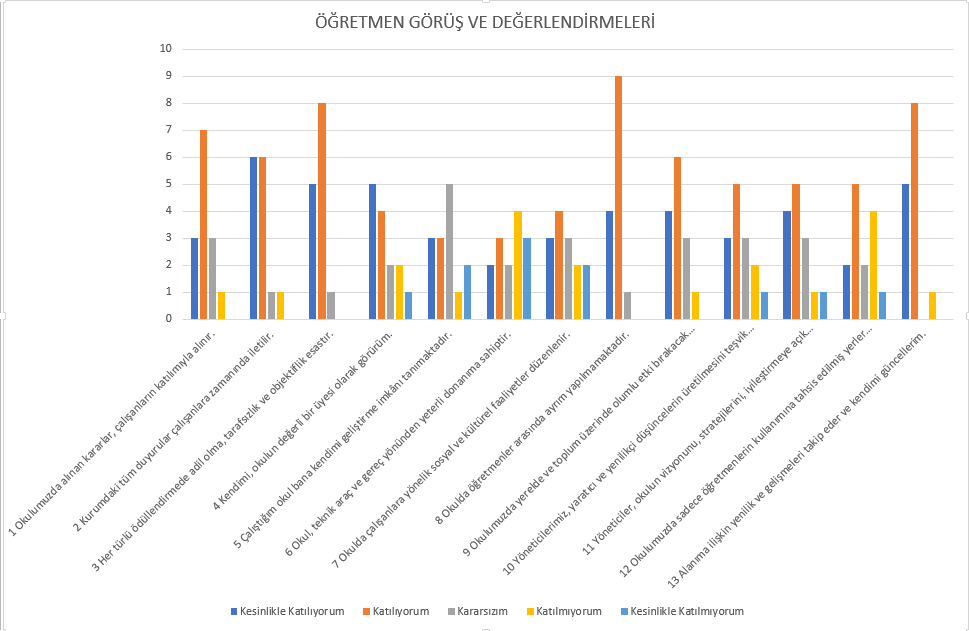 ÖĞRETMEN GÖRÜŞ VE DEĞERLENDİRMELERİ
10
9
8
7
6
5
4
3
2
1
0
1 Okulumuzda alınan kararlar, çalışanların katılımıyla alınır.
2 Kurumdaki tüm duyurular çalışanlara zamanında iletilir.
3 Her türlü ödüllendirmede adil olma, tarafsızlık ve objektiflik esastır.
4 Kendimi, okulun değerli bir üyesi olarak görürüm.
5 Çalıştığım okul bana kendimi geliştirme imkânı tanımaktadır.
6 Okul, teknik araç ve gereç yönünden yeterli donanıma sahiptir.
7 Okulda çalışanlara yönelik sosyal ve kültürel faaliyetler düzenlenir.
8 Okulda öğretmenler arasında ayrım yapılmamaktadır.
9 Okulumuzda yerelde ve toplum üzerinde olumlu etki bırakacak…
10 Yöneticilerimiz, yaratıcı ve yenilikçi düşüncelerin üretilmesini teşvik…
11 Yöneticiler, okulun vizyonunu, stratejilerini, iyileştirmeye açık…
12 Okulumuzda sadece öğretmenlerin kullanımına tahsis edilmiş yerler…
13 Alanıma ilişkin yenilik ve gelişmeleri takip eder ve kendimi güncellerim.
Kesinlikle Katılıyorum Katılıyorum Kararsızım Katılmıyorum Kesinlikle Katılmıyorum